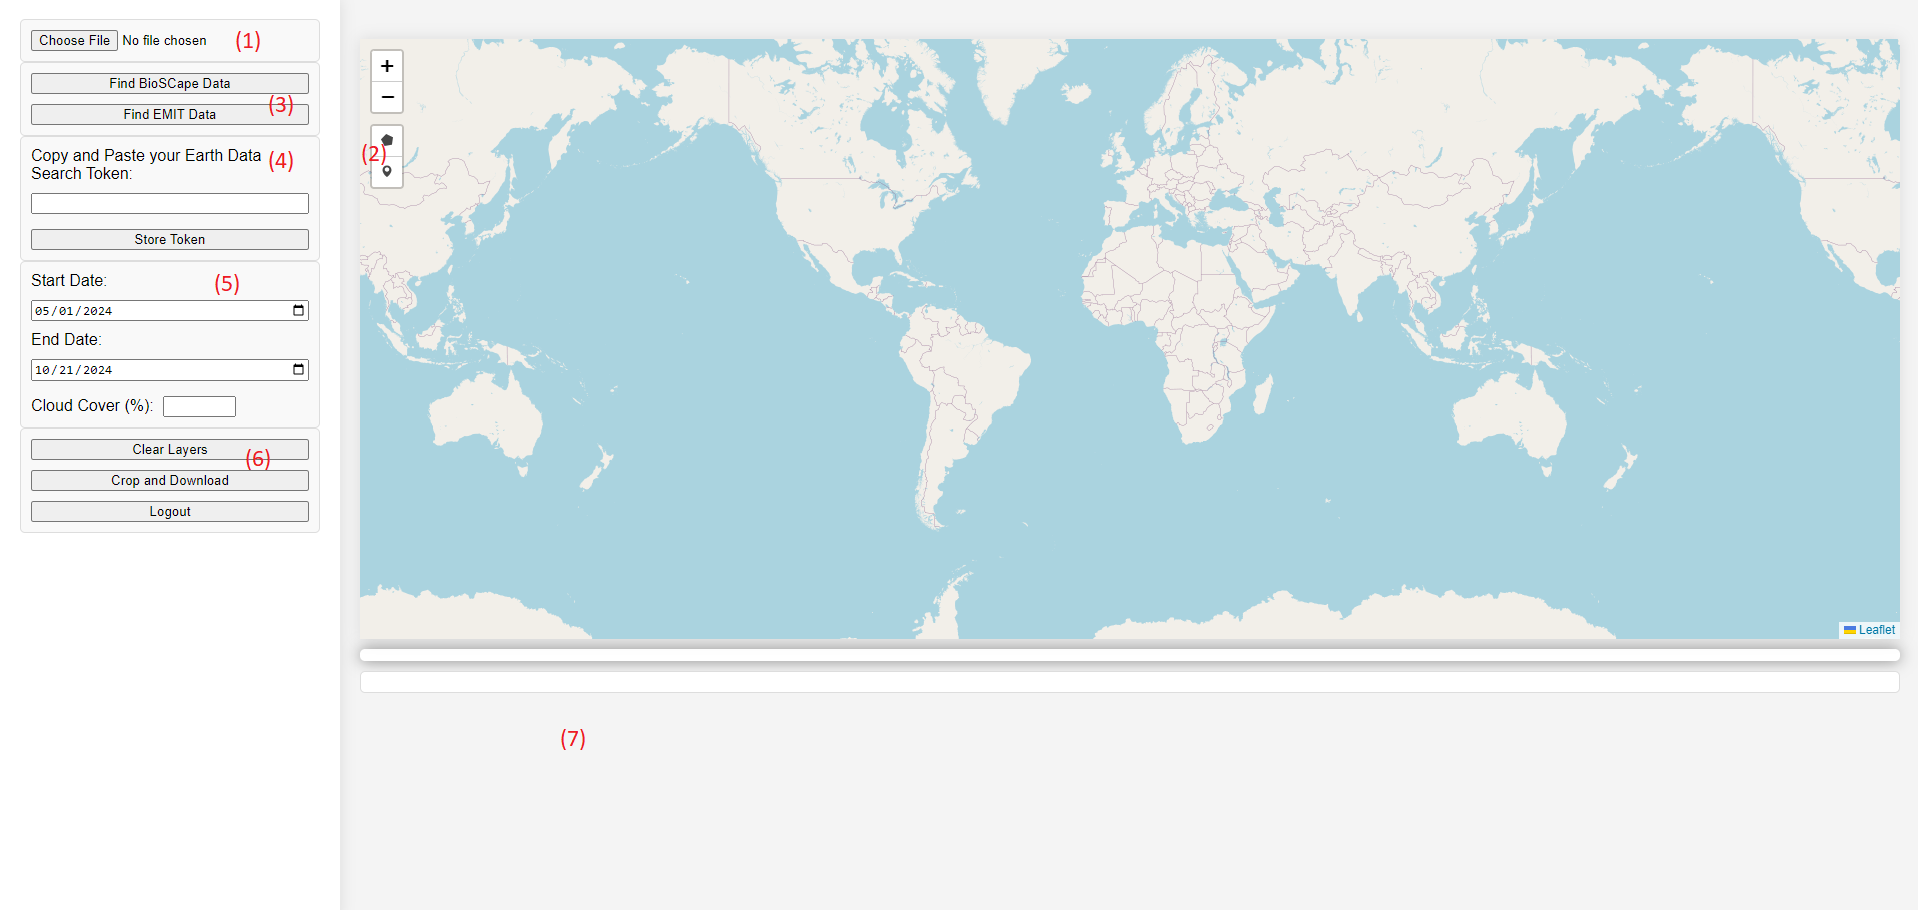 Choose File No file chosen (1)
Find BioSCape Data
(3)
Find EMIT Data
Copy and Paste your Earth Data
Search Token:
(4)
Store Token
Start Date:
(5)
05/01/2024
End Date:
10/21/2024
Cloud Cover (%):
Clear Layers
(6)
Crop and Download
Logout
+
−
(2)
Leaflet
(7)